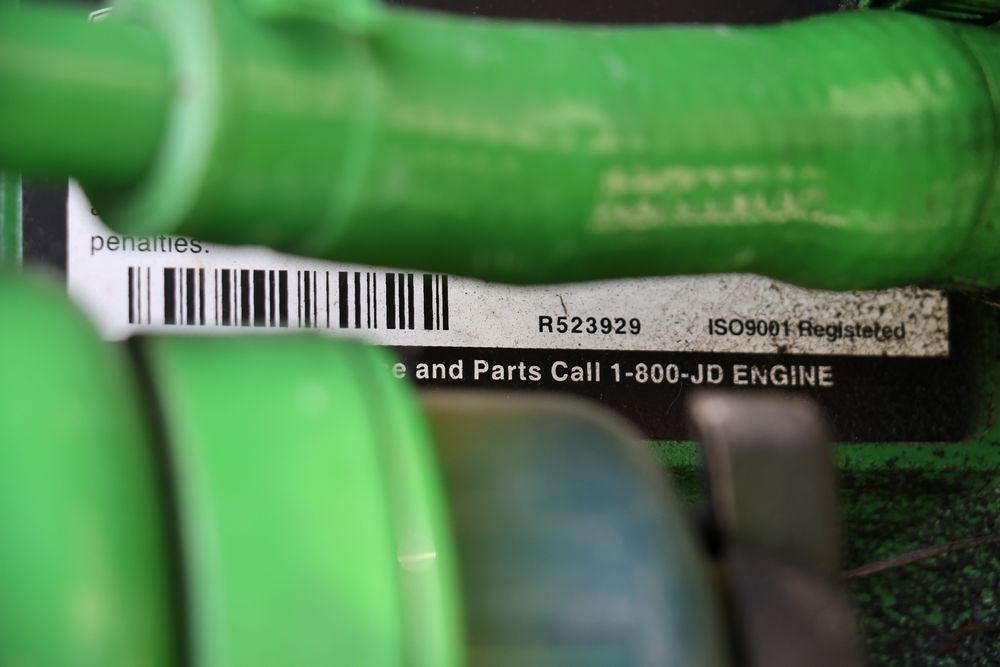 penalties.
R523929 ISO9001 Registered
and Parts Call 1-800-JD ENGINE